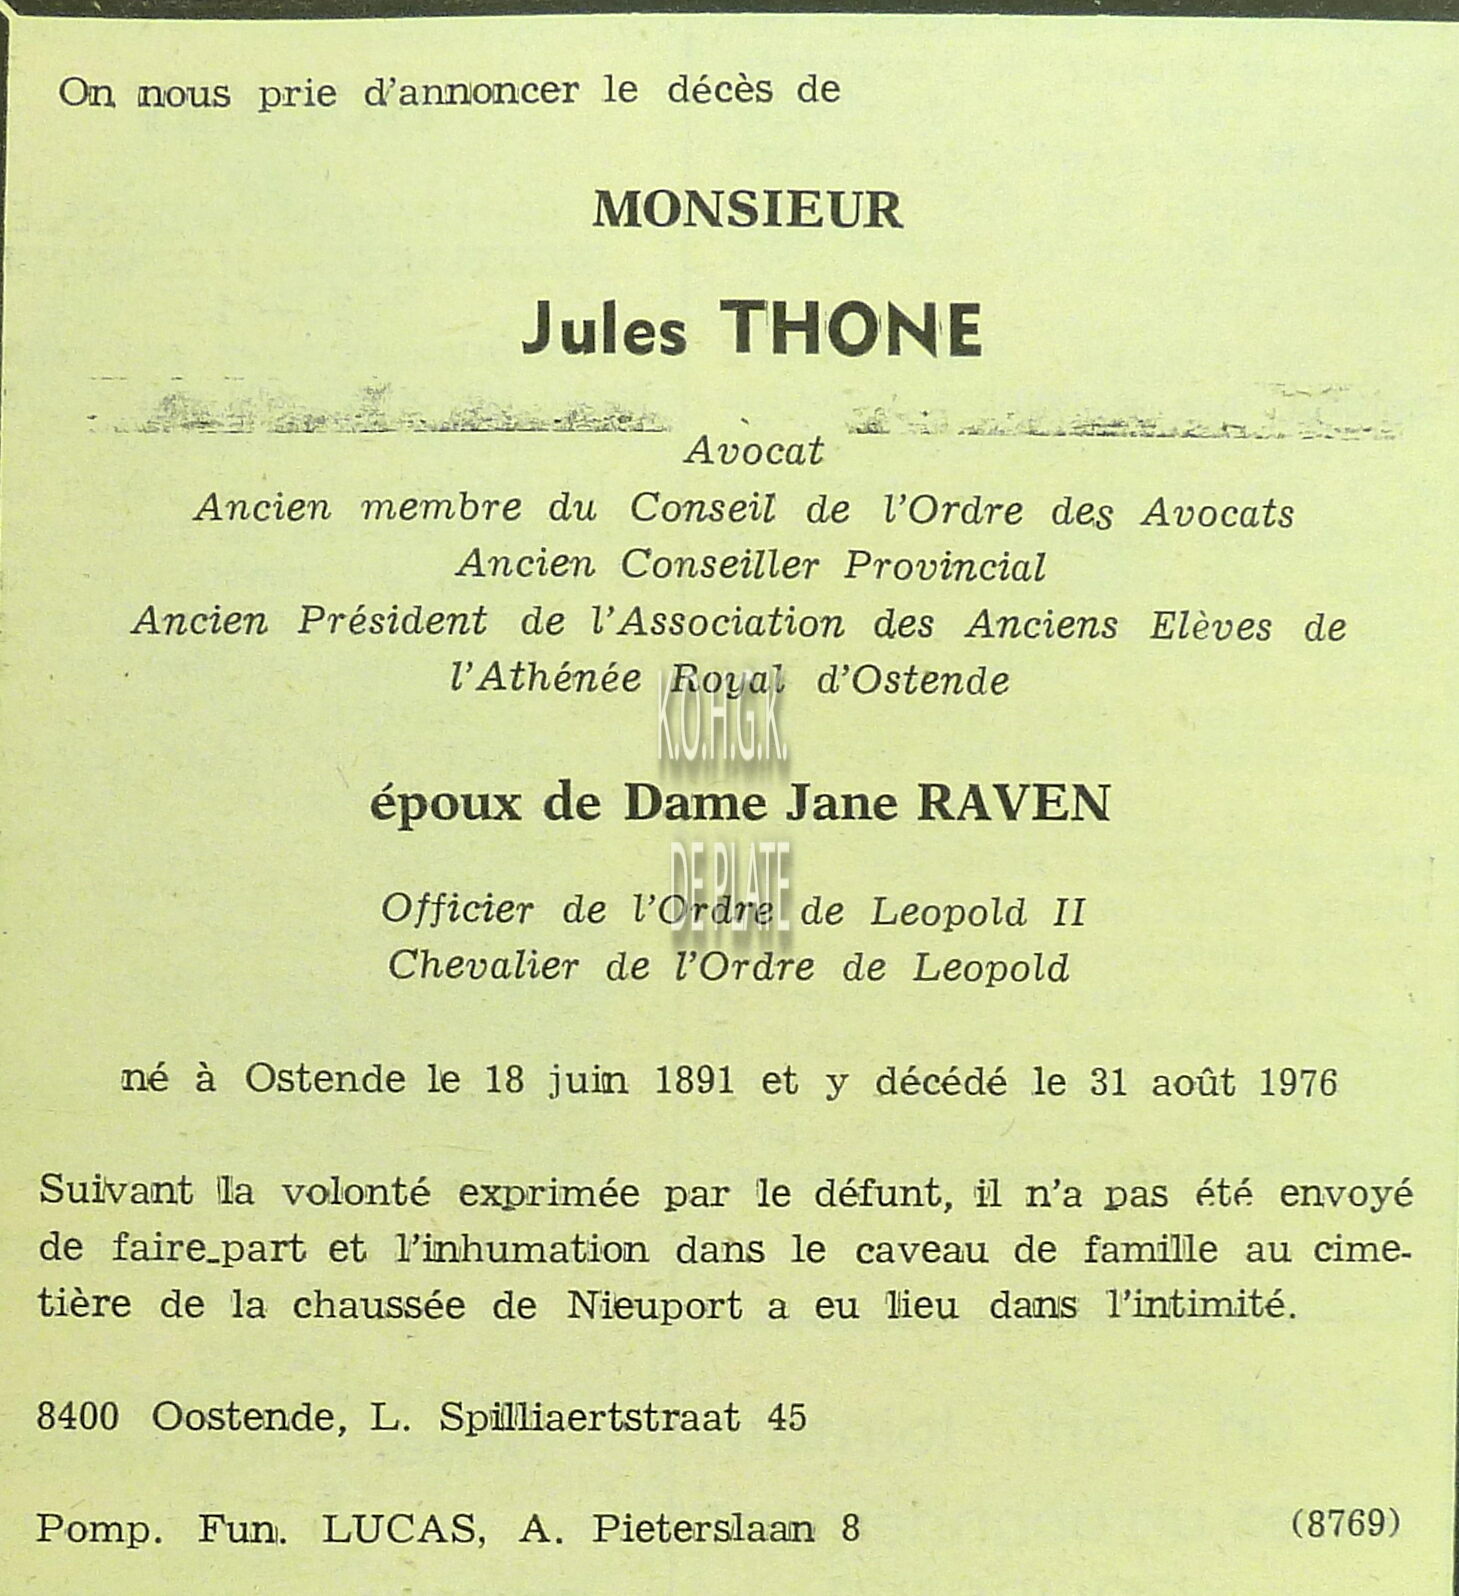 On nous prie d'annoncer le décès de
MONSIEUR
Jules THONE
Avocat
Ancien membre du Conseil de l'Ordre des Avocats
Ancien Conseiller Provincial
Ancien Président de l'Association des Anciens Elèves de
l'Athénée Royal d'Ostende
K.O.H.G.K.
époux de Dame Jane RAVEN
DE PLATE
Officier de l'Ordre de Leopold II
Chevalier de l'Ordre de Leopold
né à Ostende le 18 juin 1891 et y décédé le 31 août 1976
Suivant la volonté exprimée par le défunt, il n'a pas été envoyé
de faire-part et l'inhumation dans le caveau de famille au cime-
tière de la chaussée de Nieuport a eu lieu dans l'intimité.
8400 Oostende, L. Spilliaertstraat 45
Pomp. Fun. LUCAS, A. Pieterslaan 8 (8769)